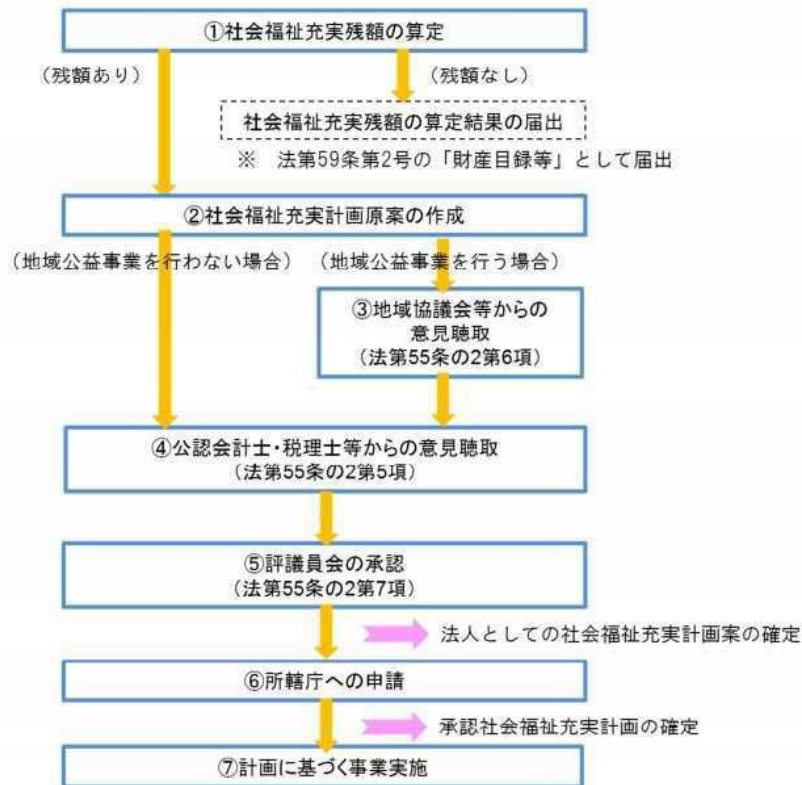 ①社会福祉充実残額の算定
（残額あり）
（残額なし）
社会福祉充実残額の算定結果の届出
※　法第59条第2号の「財産目録等」として届出
②社会福祉充実計画原案の作成
（地域公益事業を行わない場合）
（地域公益事業を行う場合）
③地域協議会等からの
意見聴取
（法第55条の2第6項）
④公認会計士・税理士等からの意見聴取
（法第55条の2第5項）
⑤評議員会の承認
（法第55条の2第7項）
法人としての社会福祉充実計画案の確定
⑥所轄庁への申請
承認社会福祉充実計画の確定
⑦計画に基づく事業実施